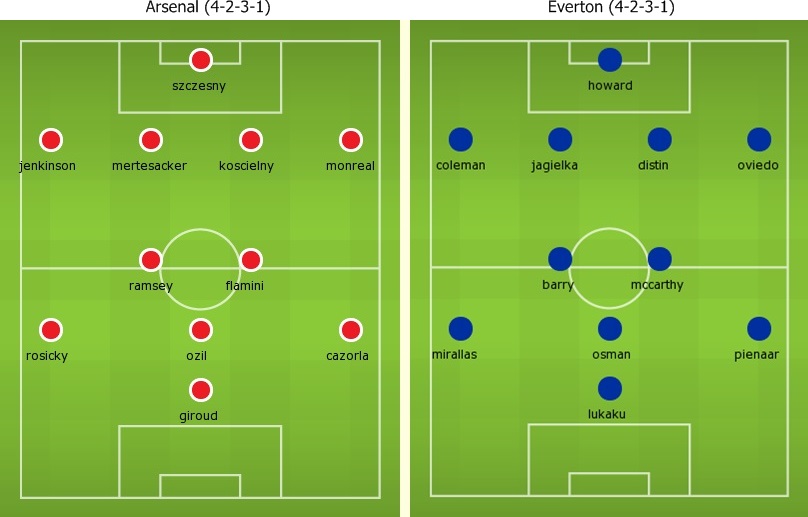 Arsenal (4-2-3-1)
szczesny
jenkinson mertesacker koscielny monreal
ramsey flamini
rosicky ozil cazorla
giroud
Everton (4-2-3-1)
howard
coleman jagielka distin oviedo
barry mccarthy
mirallas osman pienaar
lukaku